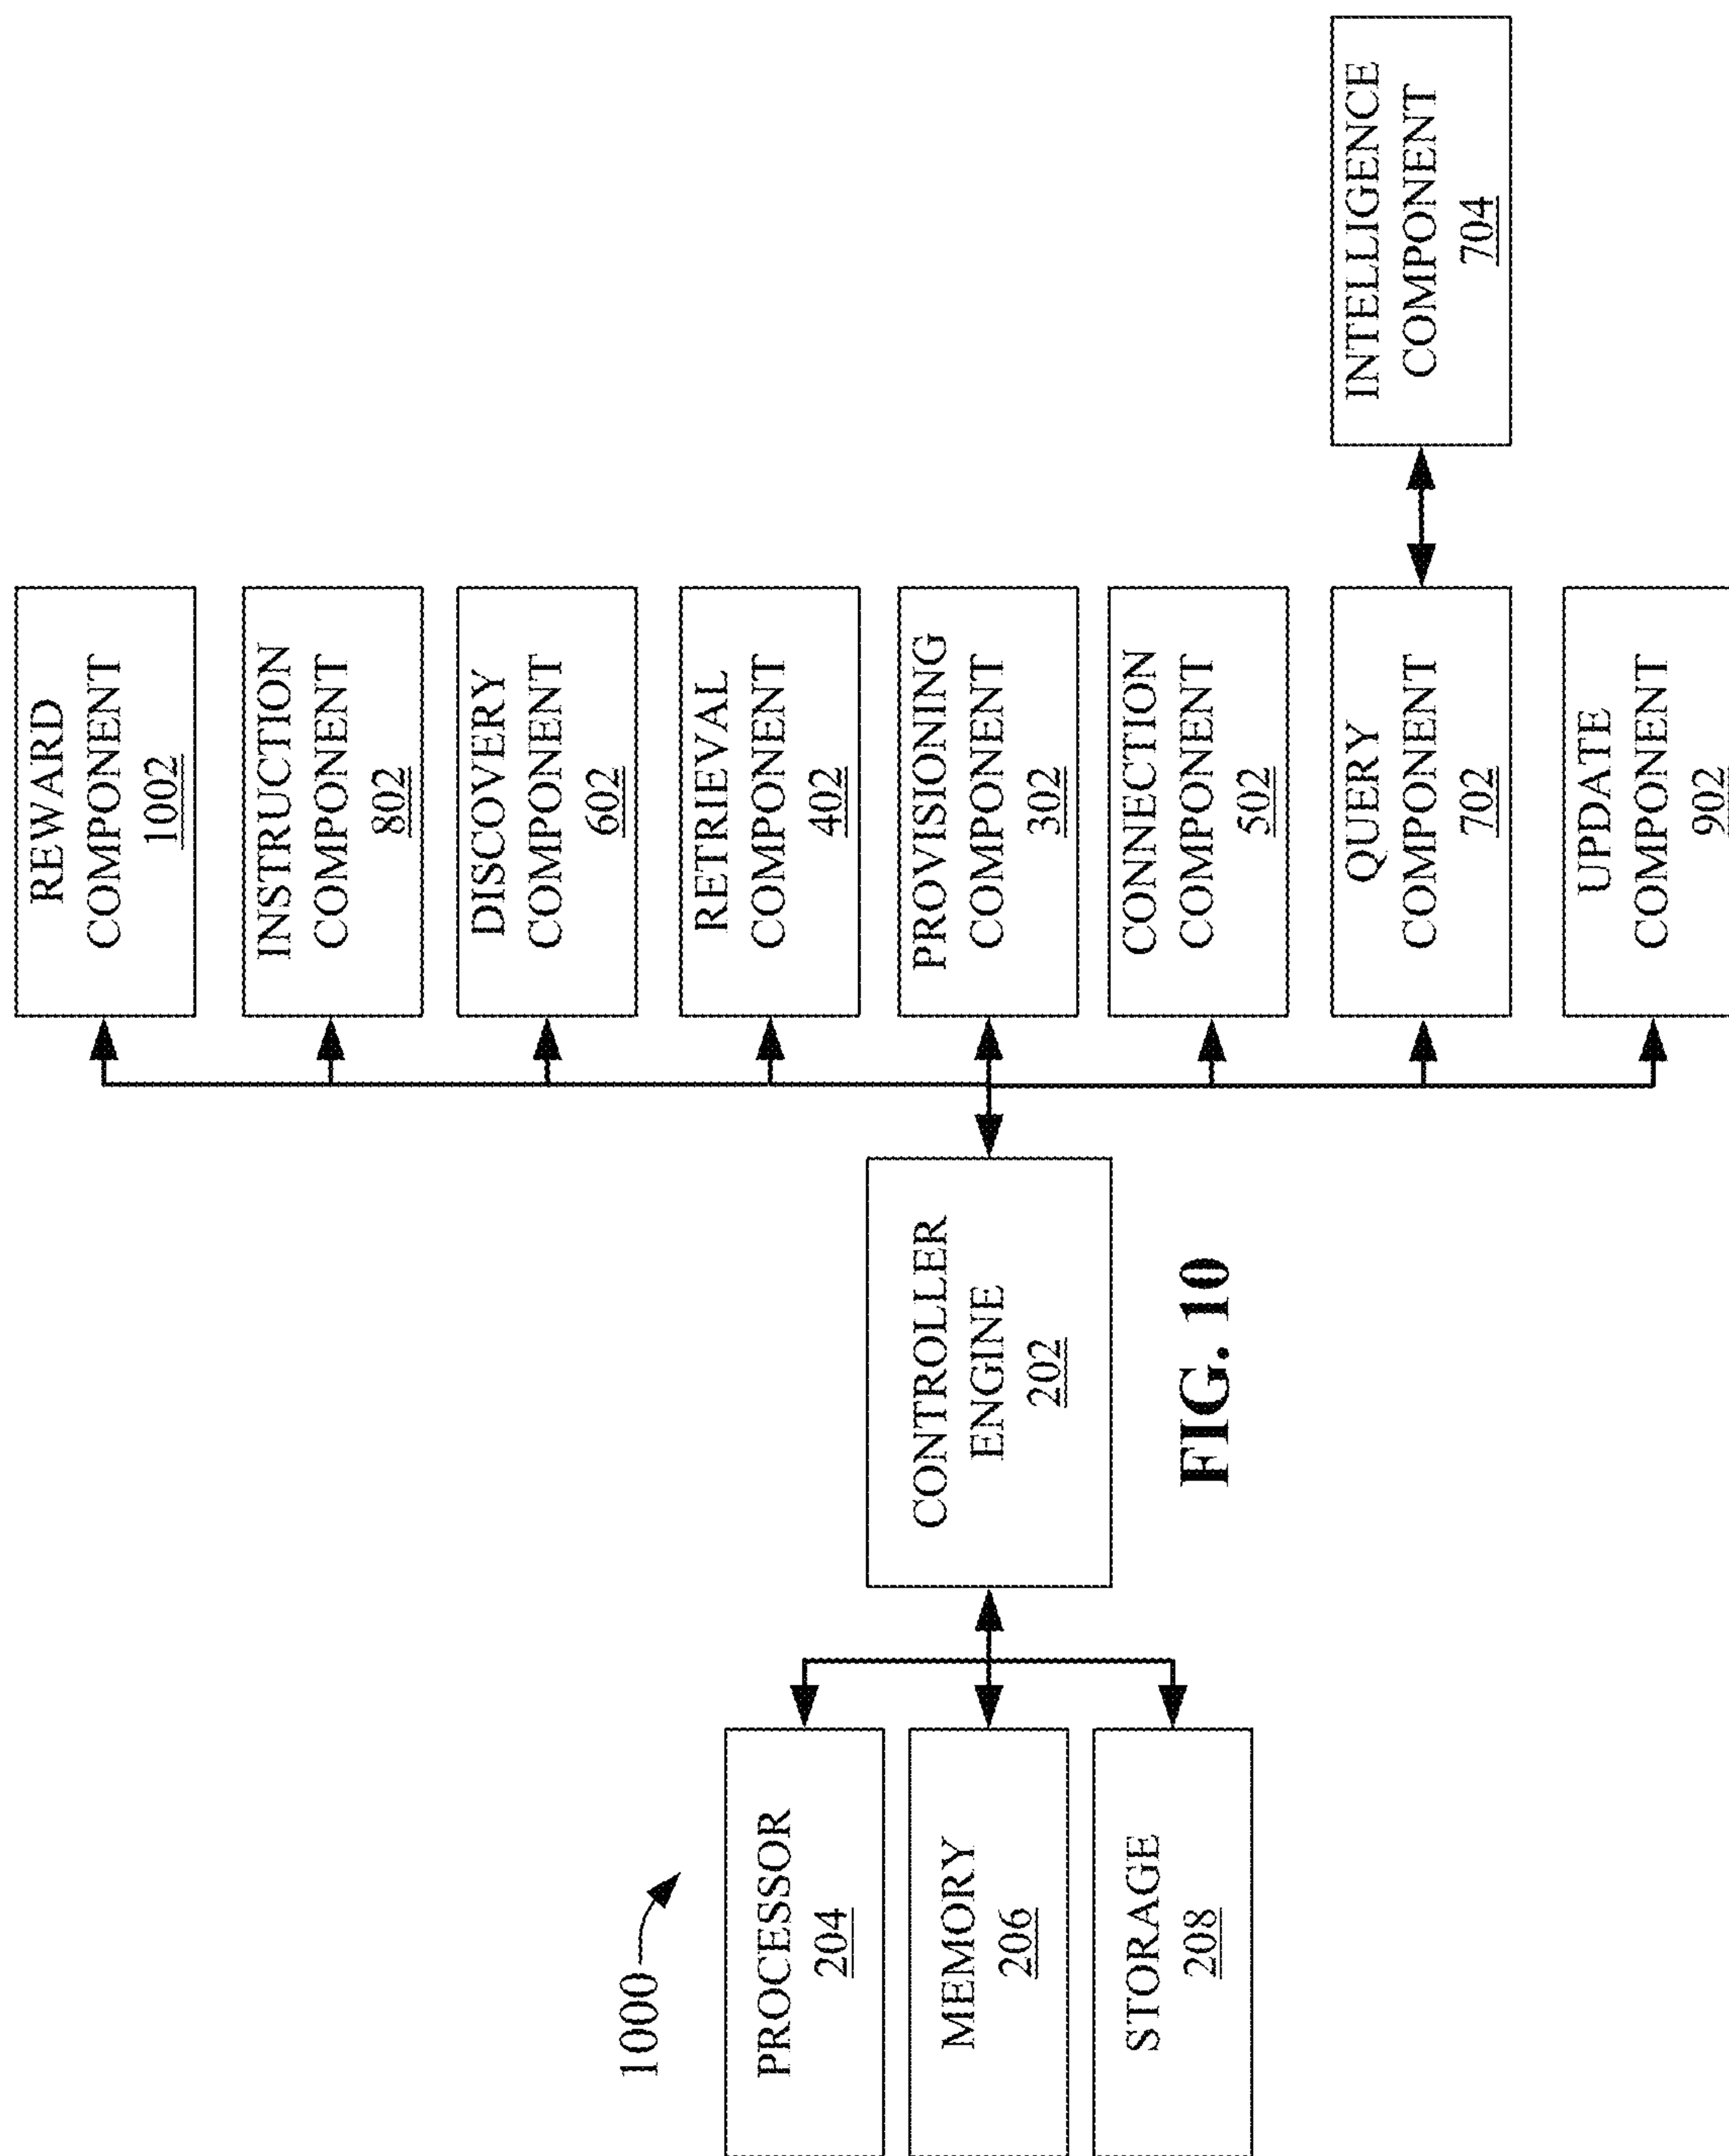 1000
PROCESSOR
204
MEMORY
206
STORAGE
208
CONTROLLER
ENGINE
202
REWARD
COMPONENT
1002
INSTRUCTION
COMPONENT
802
DISCOVERY
COMPONENT
602
RETRIEVAL
COMPONENT
402
PROVISIONING
COMPONENT
302
CONNECTION
COMPONENT
502
QUERY
COMPONENT
702
UPDATE
COMPONENT
902
INTELLIGENCE
COMPONENT
704
FIG. 10